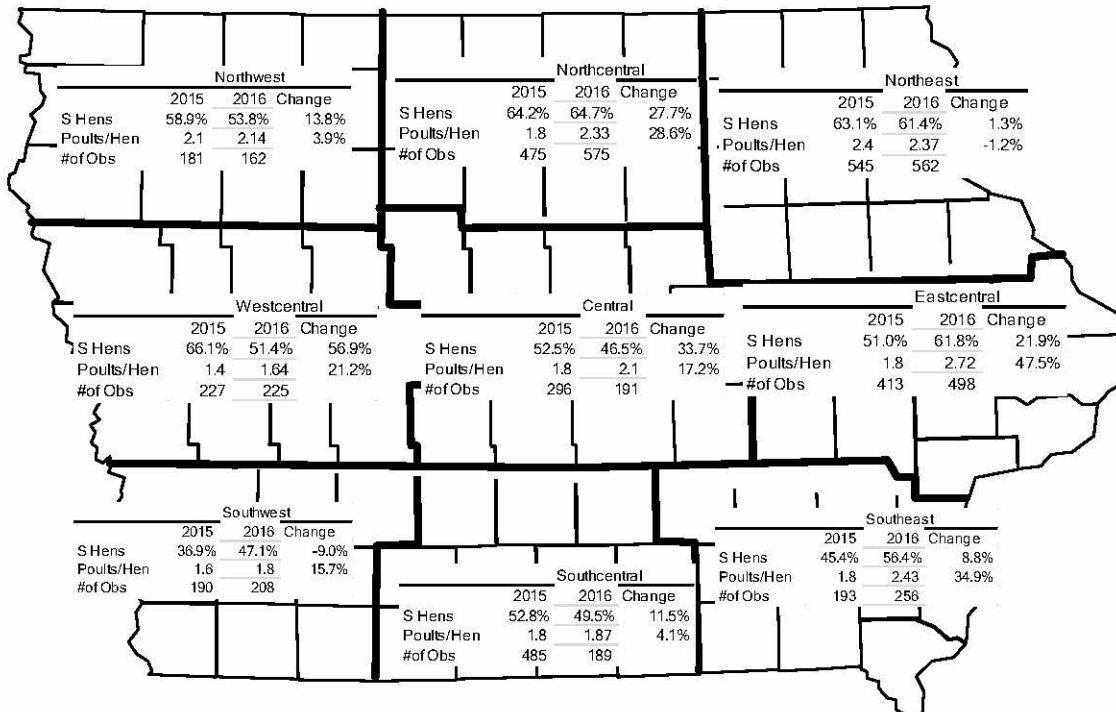 Northwest
2015 2016 Change
S Hens 58.9% 53.8% 13.8%
Poults/Hen 2.1 2.14 3.9%
#of Obs 181 162
Northcentral
2015 2016 Change
S Hens 64.2% 64.7% 27.7%
Poults/Hen 1.8 2.33 28.6%
#of Obs 475 575
Northeast
2015 2016 Change
S Hens 63.1% 61.4% 1.3%
Poults/Hen 2.4 2.37 -1.2%
#of Obs 545 562
Westcentral
2015 2016 Change
S Hens 66.1% 51.4% 56.9%
Poults/Hen 1.4 1.64 21.2%
#of Obs 227 225
Central
2015 2016 Change
S Hens 52.5% 46.5% 33.7%
Poults/Hen 1.8 2.1 17.2%
#of Obs 296 191
Eastcentral
2015 2016 Change
S Hens 51.0% 61.8% 21.9%
Poults/Hen 1.8 2.72 47.5%
#of Obs 413 498
Southwest
2015 2016 Change
S Hens 36.9% 47.1% -9.0%
Poults/Hen 1.6 1.8 15.7%
#of Obs 190 208
Southcentral
2015 2016 Change
S Hens 52.8% 49.5% 11.5%
Poults/Hen 1.8 1.87 4.1%
#of Obs 485 189
Southeast
2015 2016 Change
S Hens 45.4% 56.4% 8.8%
Poults/Hen 1.8 2.43 34.9%
#of Obs 193 256